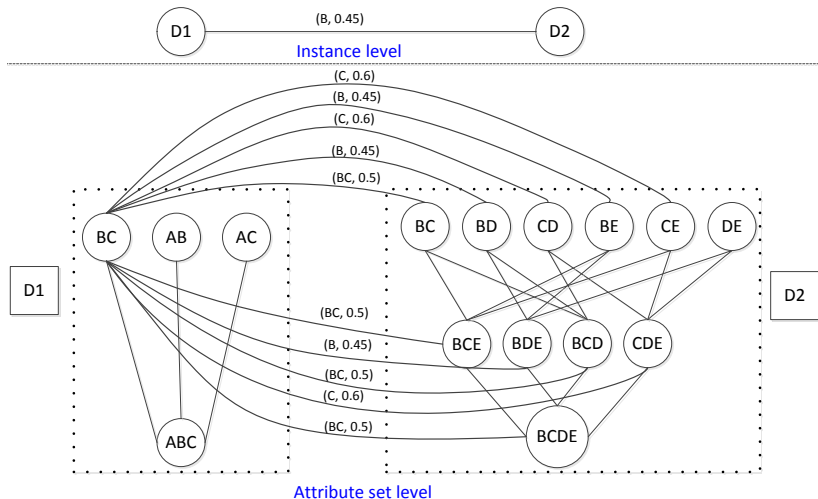 (B, 0.45)
D1
D2
Instance level
(C, 0.6)
(B, 0.45)
(C, 0.6)
(B, 0.45)
(BC, 0.5)
BC AB AC
BC BD CD BE CE DE
D1
D2
(BC, 0.5)
(B, 0.45)
(BC, 0.5)
(C, 0.6)
(BC, 0.5)
BCE BDE BCD CDE
ABC
BCDE
Attribute set level